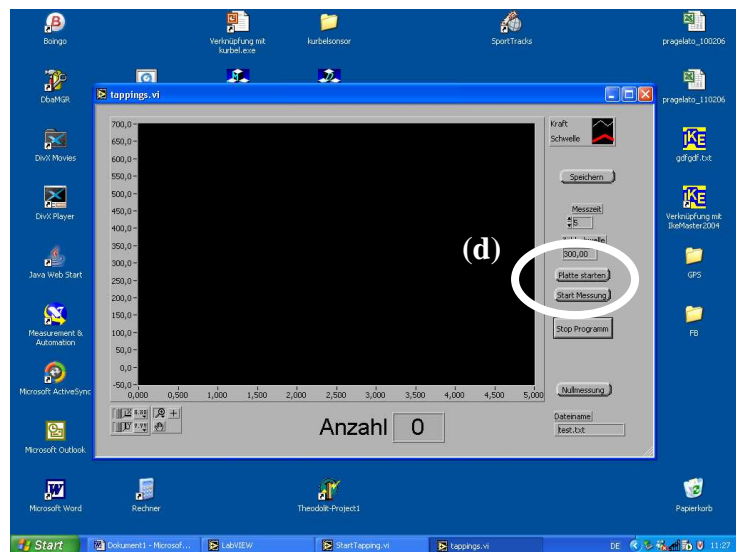 Boingo
Verknüpfung mit
kurbel.exe
kurbelsonsor
SportTracks
pragelato_100206
DbaMGR
pragelato_110206
tappings.vi
700,0
650,0
600,0
550,0
500,0
450,0
400,0
350,0
300,0
250,0
200,0
150,0
100,0
50,0
0,0
-50,0
0,000
0,500
1,000
1,500
2,000
2,500
3,000
3,500
4,000
4,500
5,000
Kraft
Schwelle
Speichern
Messzeit
5
300,00
(d)
Platte starten
Start Messung
Stop Programm
Nullmessung
Dateiname
test.txt
Anzahl 0
DivX Movies
gdfgdf.txt
DivX Player
Verknüpfung mit
IkeMaster2004
Java Web Start
GPS
Measurement &
Automation
FB
Microsoft ActiveSync
Microsoft Outlook
Microsoft Word
Rechner
Theodolit-Project1
Papierkorb
Start
Dokument1 - Microsof...
LabVIEW
StartTapping.vi
tappings.vi
DE
11:27